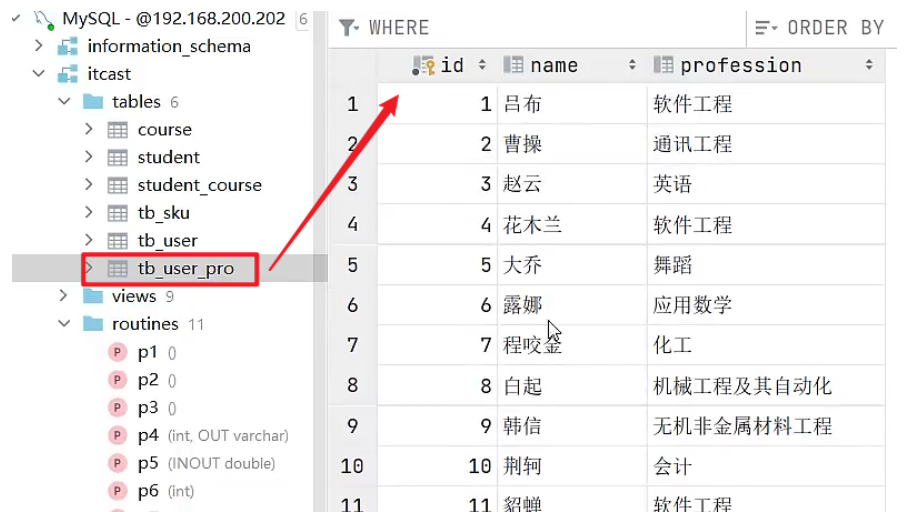 MySQL - @192.168.200.202 6
information_schema
itcast
tables 6
course
student
student_course
tb_sku
tb_user
tb_user_pro
views 9
routines 11
P p1 ()
P p2 ()
P p3 ()
P p4 (int, OUT varchar)
P p5 (INOUT double)
P p6 (int)
WHERE ORDER BY
id name profession
1 1 吕布 软件工程
2 2 曹操 通讯工程
3 3 赵云 英语
4 4 花木兰 软件工程
5 5 大乔 舞蹈
6 6 露娜 应用数学
7 7 程咬金 化工
8 8 白起 机械工程及其自动化
9 9 韩信 无机非金属材料工程
10 10 荆轲 会计
11 11 貂蝉 软件工程